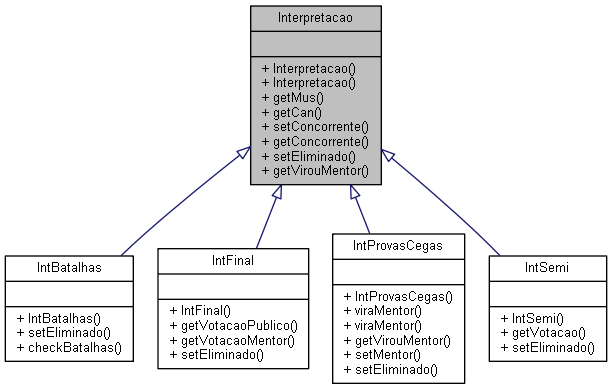 Interpretacao
+ Interpretacao()
+ Interpretacao()
+ getMus()
+ getCan()
+ setConcorrente()
+ getConcorrente()
+ setEliminado()
+ getVirouMentor()
IntBatalhas
+ IntBatalhas()
+ setEliminado()
+ checkBatalhas()
IntFinal
+ IntFinal()
+ getVotacaoPublico()
+ getVotacaoMentor()
+ setEliminado()
IntProvasCegas
+ IntProvasCegas()
+ viraMentor()
+ viraMentor()
+ getVirouMentor()
+ setMentor()
+ setEliminado()
IntSemi
+ IntSemi()
+ getVotacao()
+ setEliminado()